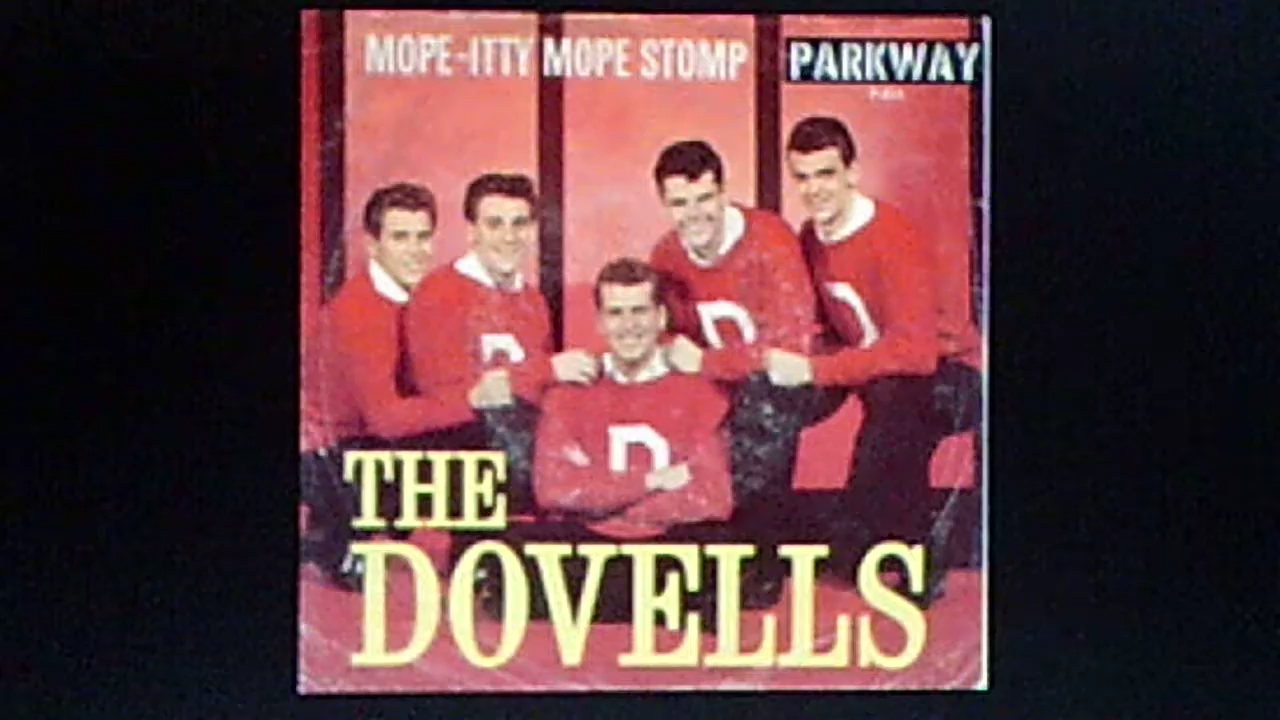 MOPE-ITTY MOPE STOMP
PARKWAY
D
D
D
D
THE
DOVELLS